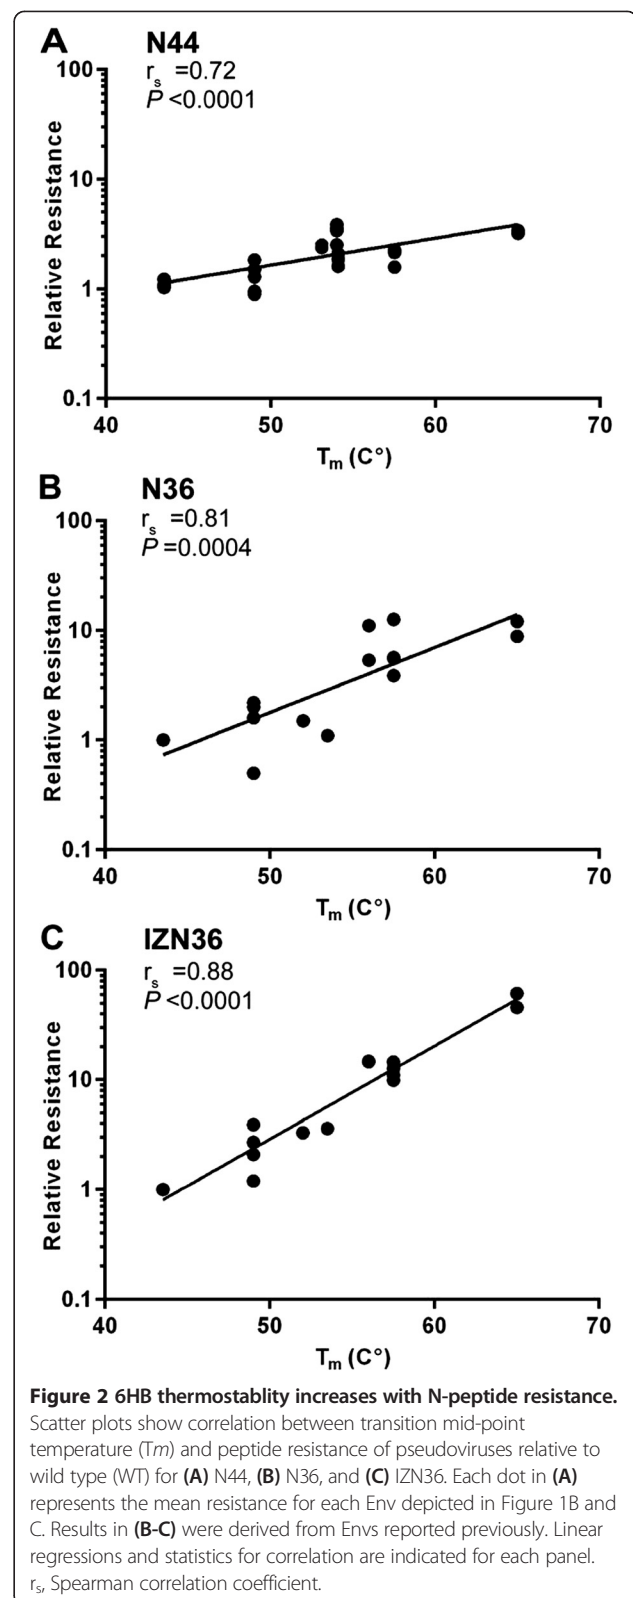 A N44
r_s =0.72
P <0.0001
100
10
1
0.1
Relative Resistance
40 50 60 70
T_m (C°)
B N36
r_s =0.81
P =0.0004
100
10
1
0.1
Relative Resistance
40 50 60 70
T_m (C°)
C IZN36
r_s =0.88
P <0.0001
100
10
1
0.1
Relative Resistance
40 50 60 70
T_m (C°)
Figure 2 6HB thermostablity increases with N-peptide resistance.
Scatter plots show correlation between transition mid-point
temperature (Tm) and peptide resistance of pseudoviruses relative to
wild type (WT) for (A) N44, (B) N36, and (C) IZN36. Each dot in (A)
represents the mean resistance for each Env depicted in Figure 1B and
C. Results in (B-C) were derived from Envs reported previously. Linear
regressions and statistics for correlation are indicated for each panel.
r_s, Spearman correlation coefficient.